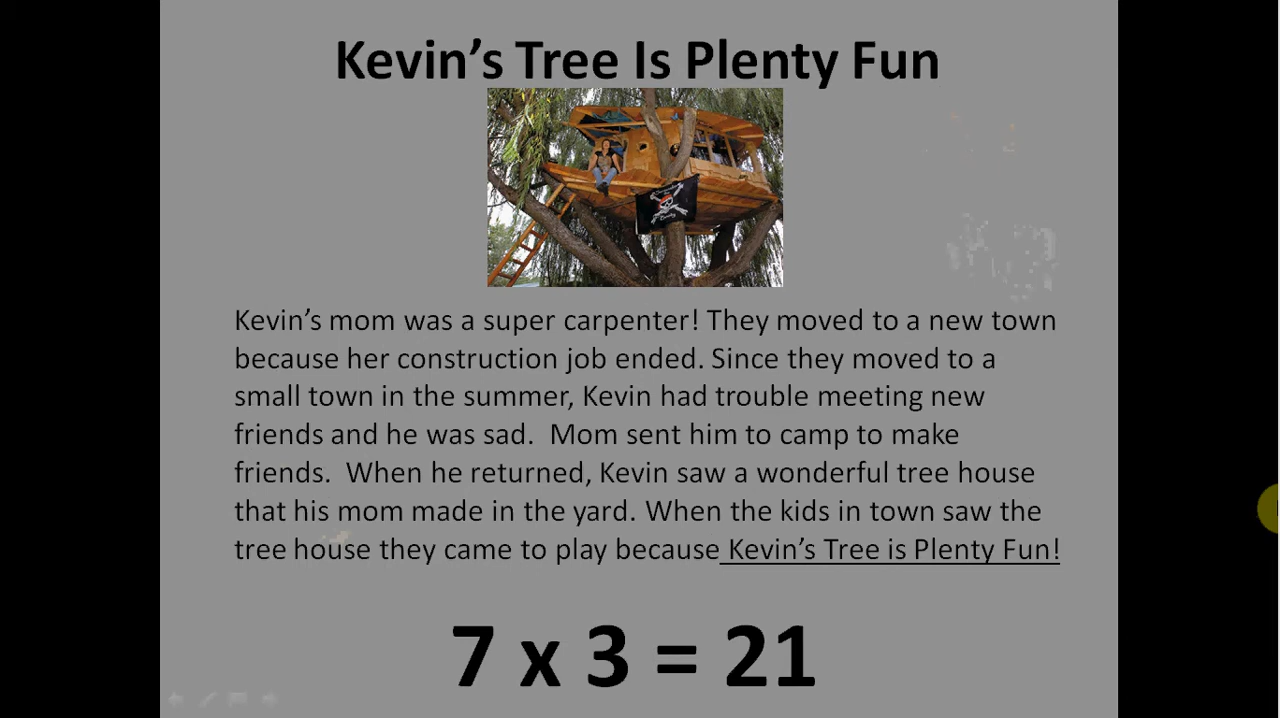 Kevin's Tree Is Plenty Fun
Kevin's mom was a super carpenter! They moved to a new town
because her construction job ended. Since they moved to a
small town in the summer, Kevin had trouble meeting new
friends and he was sad.  Mom sent him to camp to make
friends.  When he returned, Kevin saw a wonderful tree house
that his mom made in the yard. When the kids in town saw the
tree house they came to play because Kevin's Tree is Plenty Fun!
7 x 3 = 21